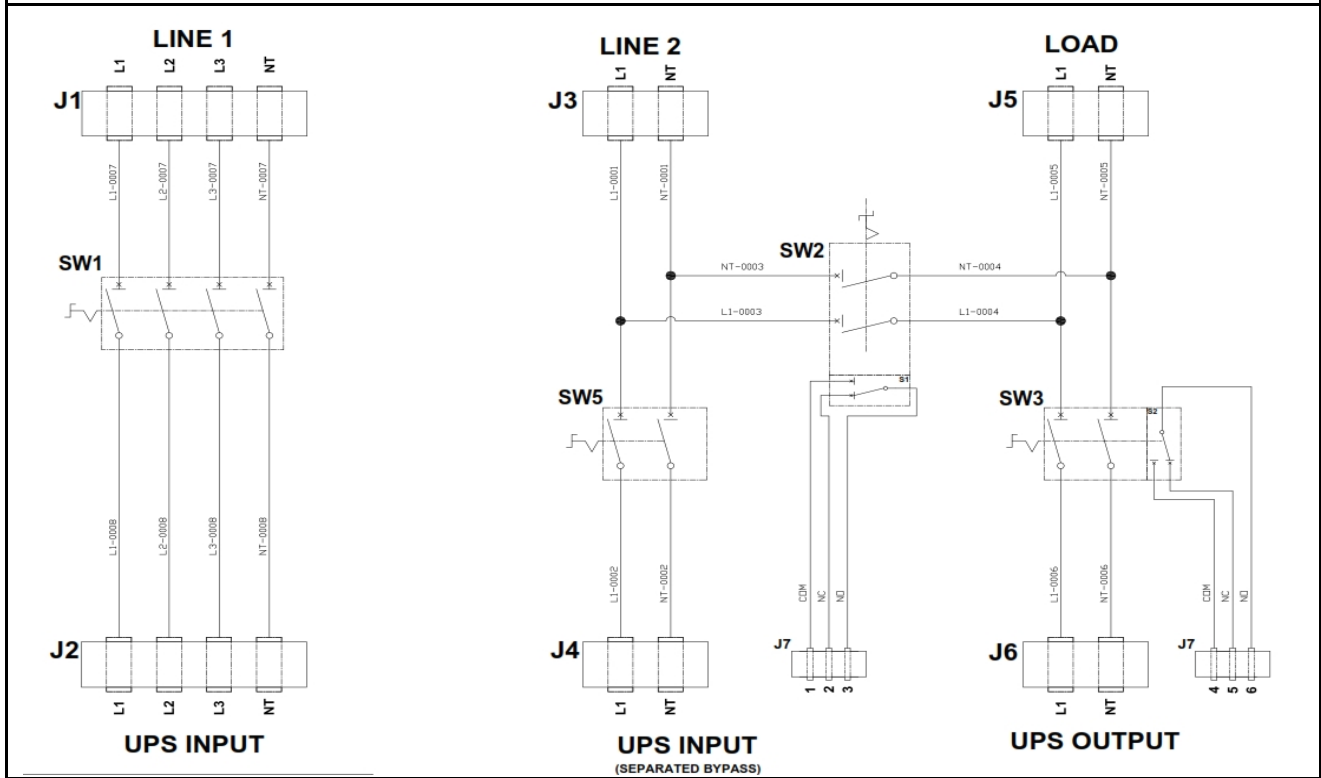 LINE 1
L1 L2 L3 NT
J1
L1-0007 L2-0007 L3-0007 NT-0007
SW1
L1-0008 L2-0008 L3-0008 NT-0008
J2
L1 L2 L3 NT
UPS INPUT
LINE 2
L1 NT
J3
L1-0001 NT-0001
SW2
NT-0003 NT-0004
L1-0003 L1-0004
S1
SW5
L1-0002 NT-0002
COM NC NO
J4
J7
1 2 3
L1 NT
UPS INPUT
(SEPARATED BYPASS)
LOAD
L1 NT
J5
L1-0005 NT-0005
SW3
S2
L1-0006 NT-0006
COM NC NO
J6
J7
4 5 6
L1 NT
UPS OUTPUT